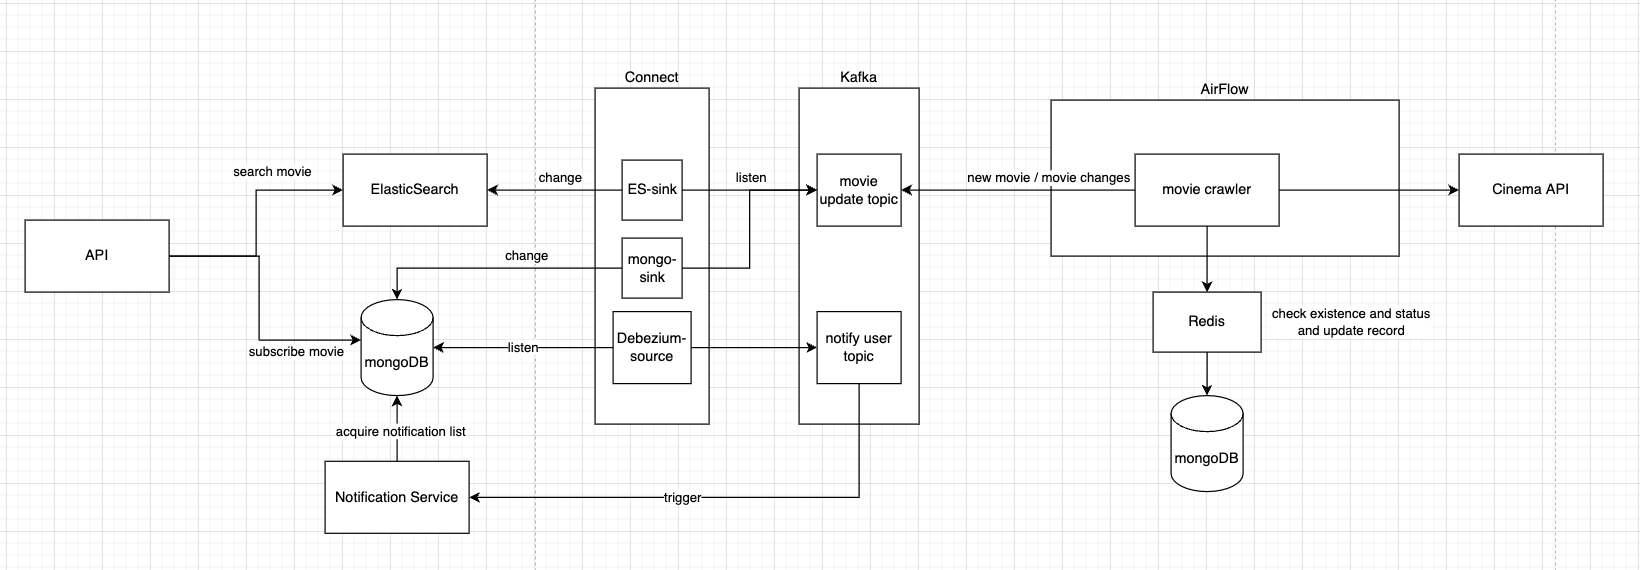 Connect
Kafka
AirFlow
search movie
ElasticSearch
change
ES-sink
listen
movie
update topic
new movie / movie changes
movie crawler
Cinema API
API
change
mongo-
sink
subscribe movie
mongoDB
listen
Debezium-
source
notify user
topic
Redis
check existence and status
and update record
acquire notification list
mongoDB
Notification Service
trigger